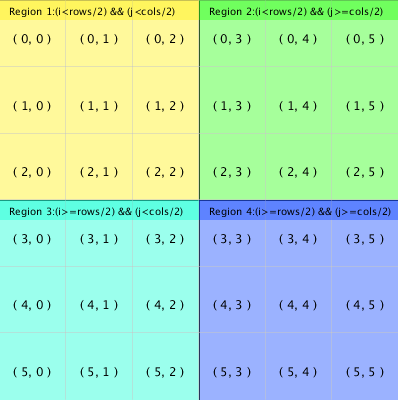 Region 1:(i<rows/2) && (j<cols/2)
Region 2:(i<rows/2) && (j>=cols/2)
( 0, 0 ) ( 0, 1 ) ( 0, 2 ) ( 0, 3 ) ( 0, 4 ) ( 0, 5 )
( 1, 0 ) ( 1, 1 ) ( 1, 2 ) ( 1, 3 ) ( 1, 4 ) ( 1, 5 )
( 2, 0 ) ( 2, 1 ) ( 2, 2 ) ( 2, 3 ) ( 2, 4 ) ( 2, 5 )
Region 3:(i>=rows/2) && (j<cols/2)
Region 4:(i>=rows/2) && (j>=cols/2)
( 3, 0 ) ( 3, 1 ) ( 3, 2 ) ( 3, 3 ) ( 3, 4 ) ( 3, 5 )
( 4, 0 ) ( 4, 1 ) ( 4, 2 ) ( 4, 3 ) ( 4, 4 ) ( 4, 5 )
( 5, 0 ) ( 5, 1 ) ( 5, 2 ) ( 5, 3 ) ( 5, 4 ) ( 5, 5 )